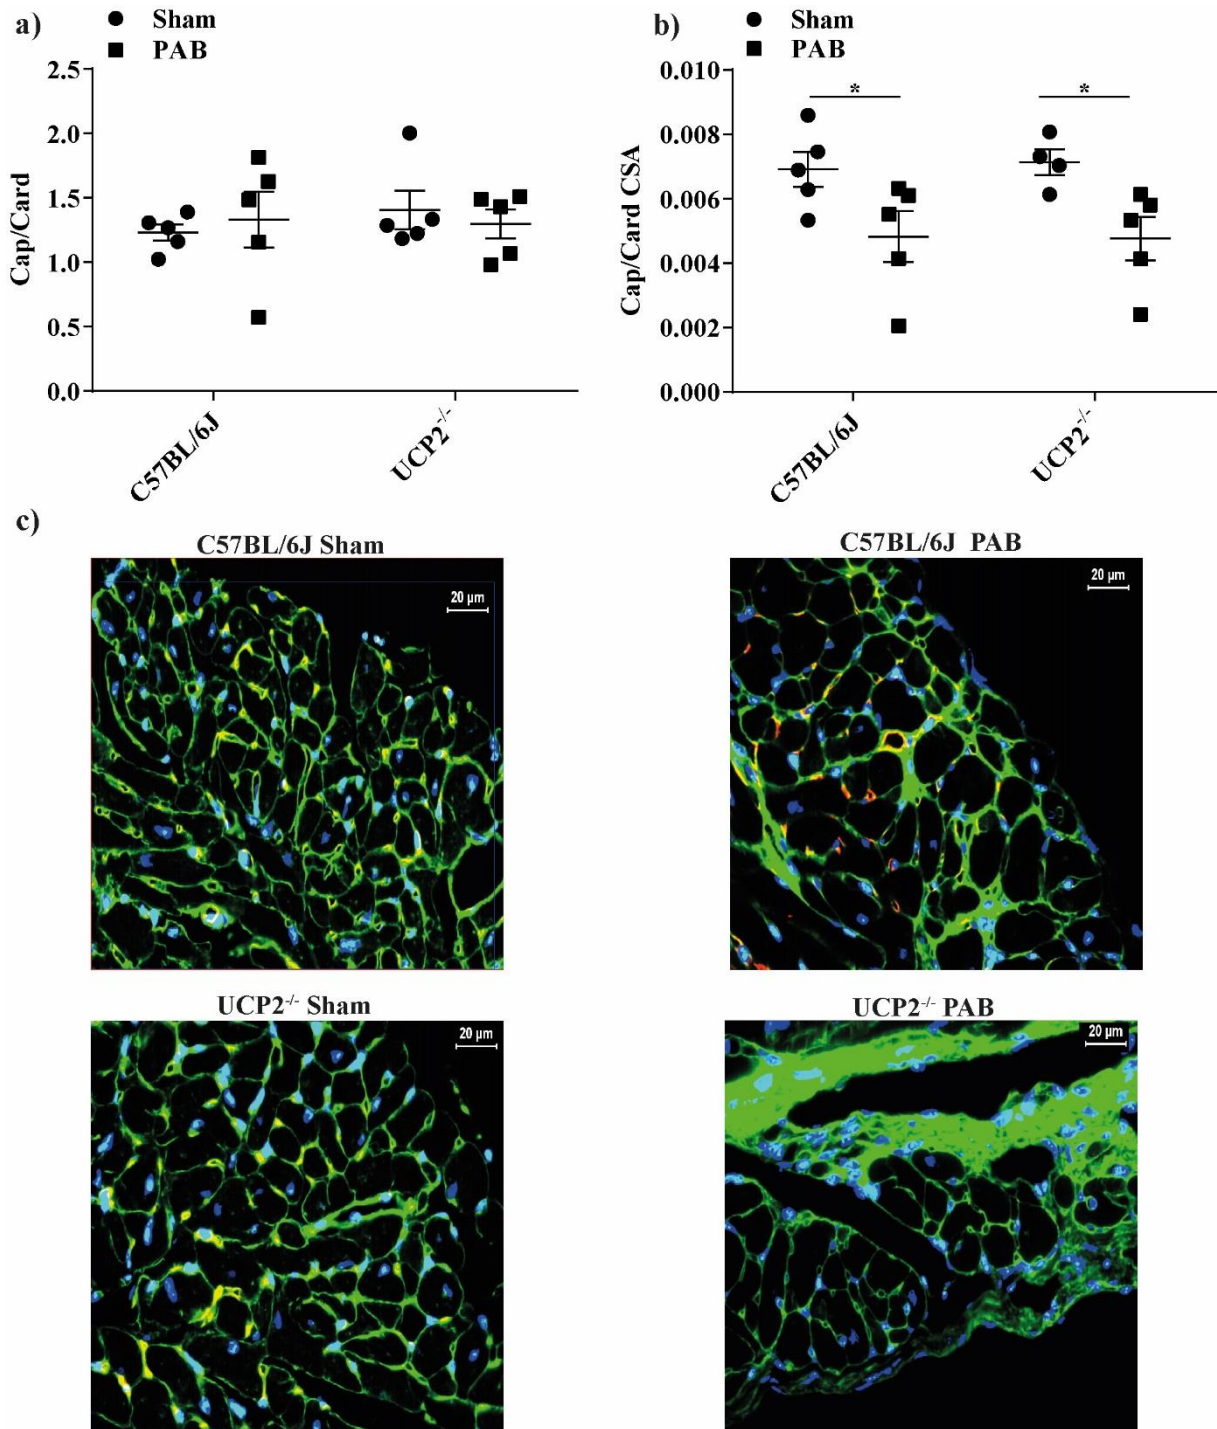 a)
Sham
PAB
2.5
2.0
1.5
1.0
0.5
0.0
Cap/Card
C57BL/6J
UCP2-/-
b)
Sham
PAB
0.010
0.008
0.006
0.004
0.002
0.000
Cap/Card CSA
*
*
C57BL/6J
UCP2-/-
c)
C57BL/6J Sham
20 µm
C57BL/6J PAB
20 µm
UCP2-/- Sham
20 µm
UCP2-/- PAB
20 µm